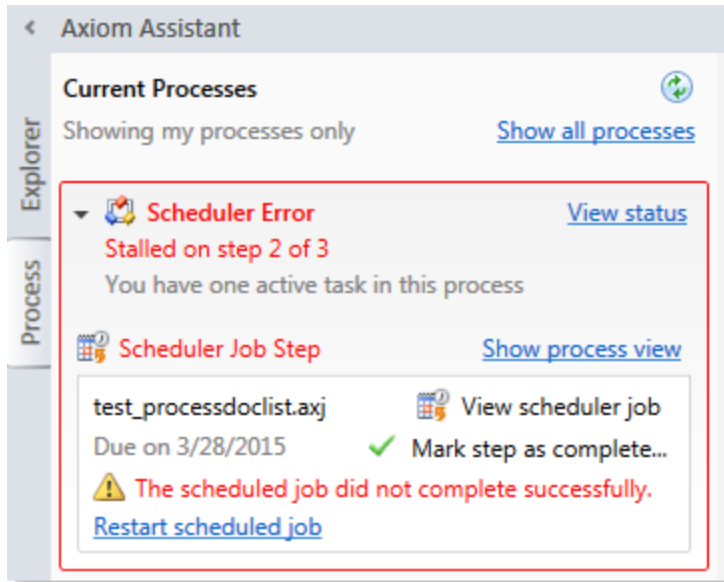 Axiom Assistant
Current Processes
Showing my processes only Show all processes
Explorer
Process
Scheduler Error View status
Stalled on step 2 of 3
You have one active task in this process
Scheduler Job Step Show process view
test_processdoclist.axj View scheduler job
Due on 3/28/2015 Mark step as complete...
The scheduled job did not complete successfully.
Restart scheduled job